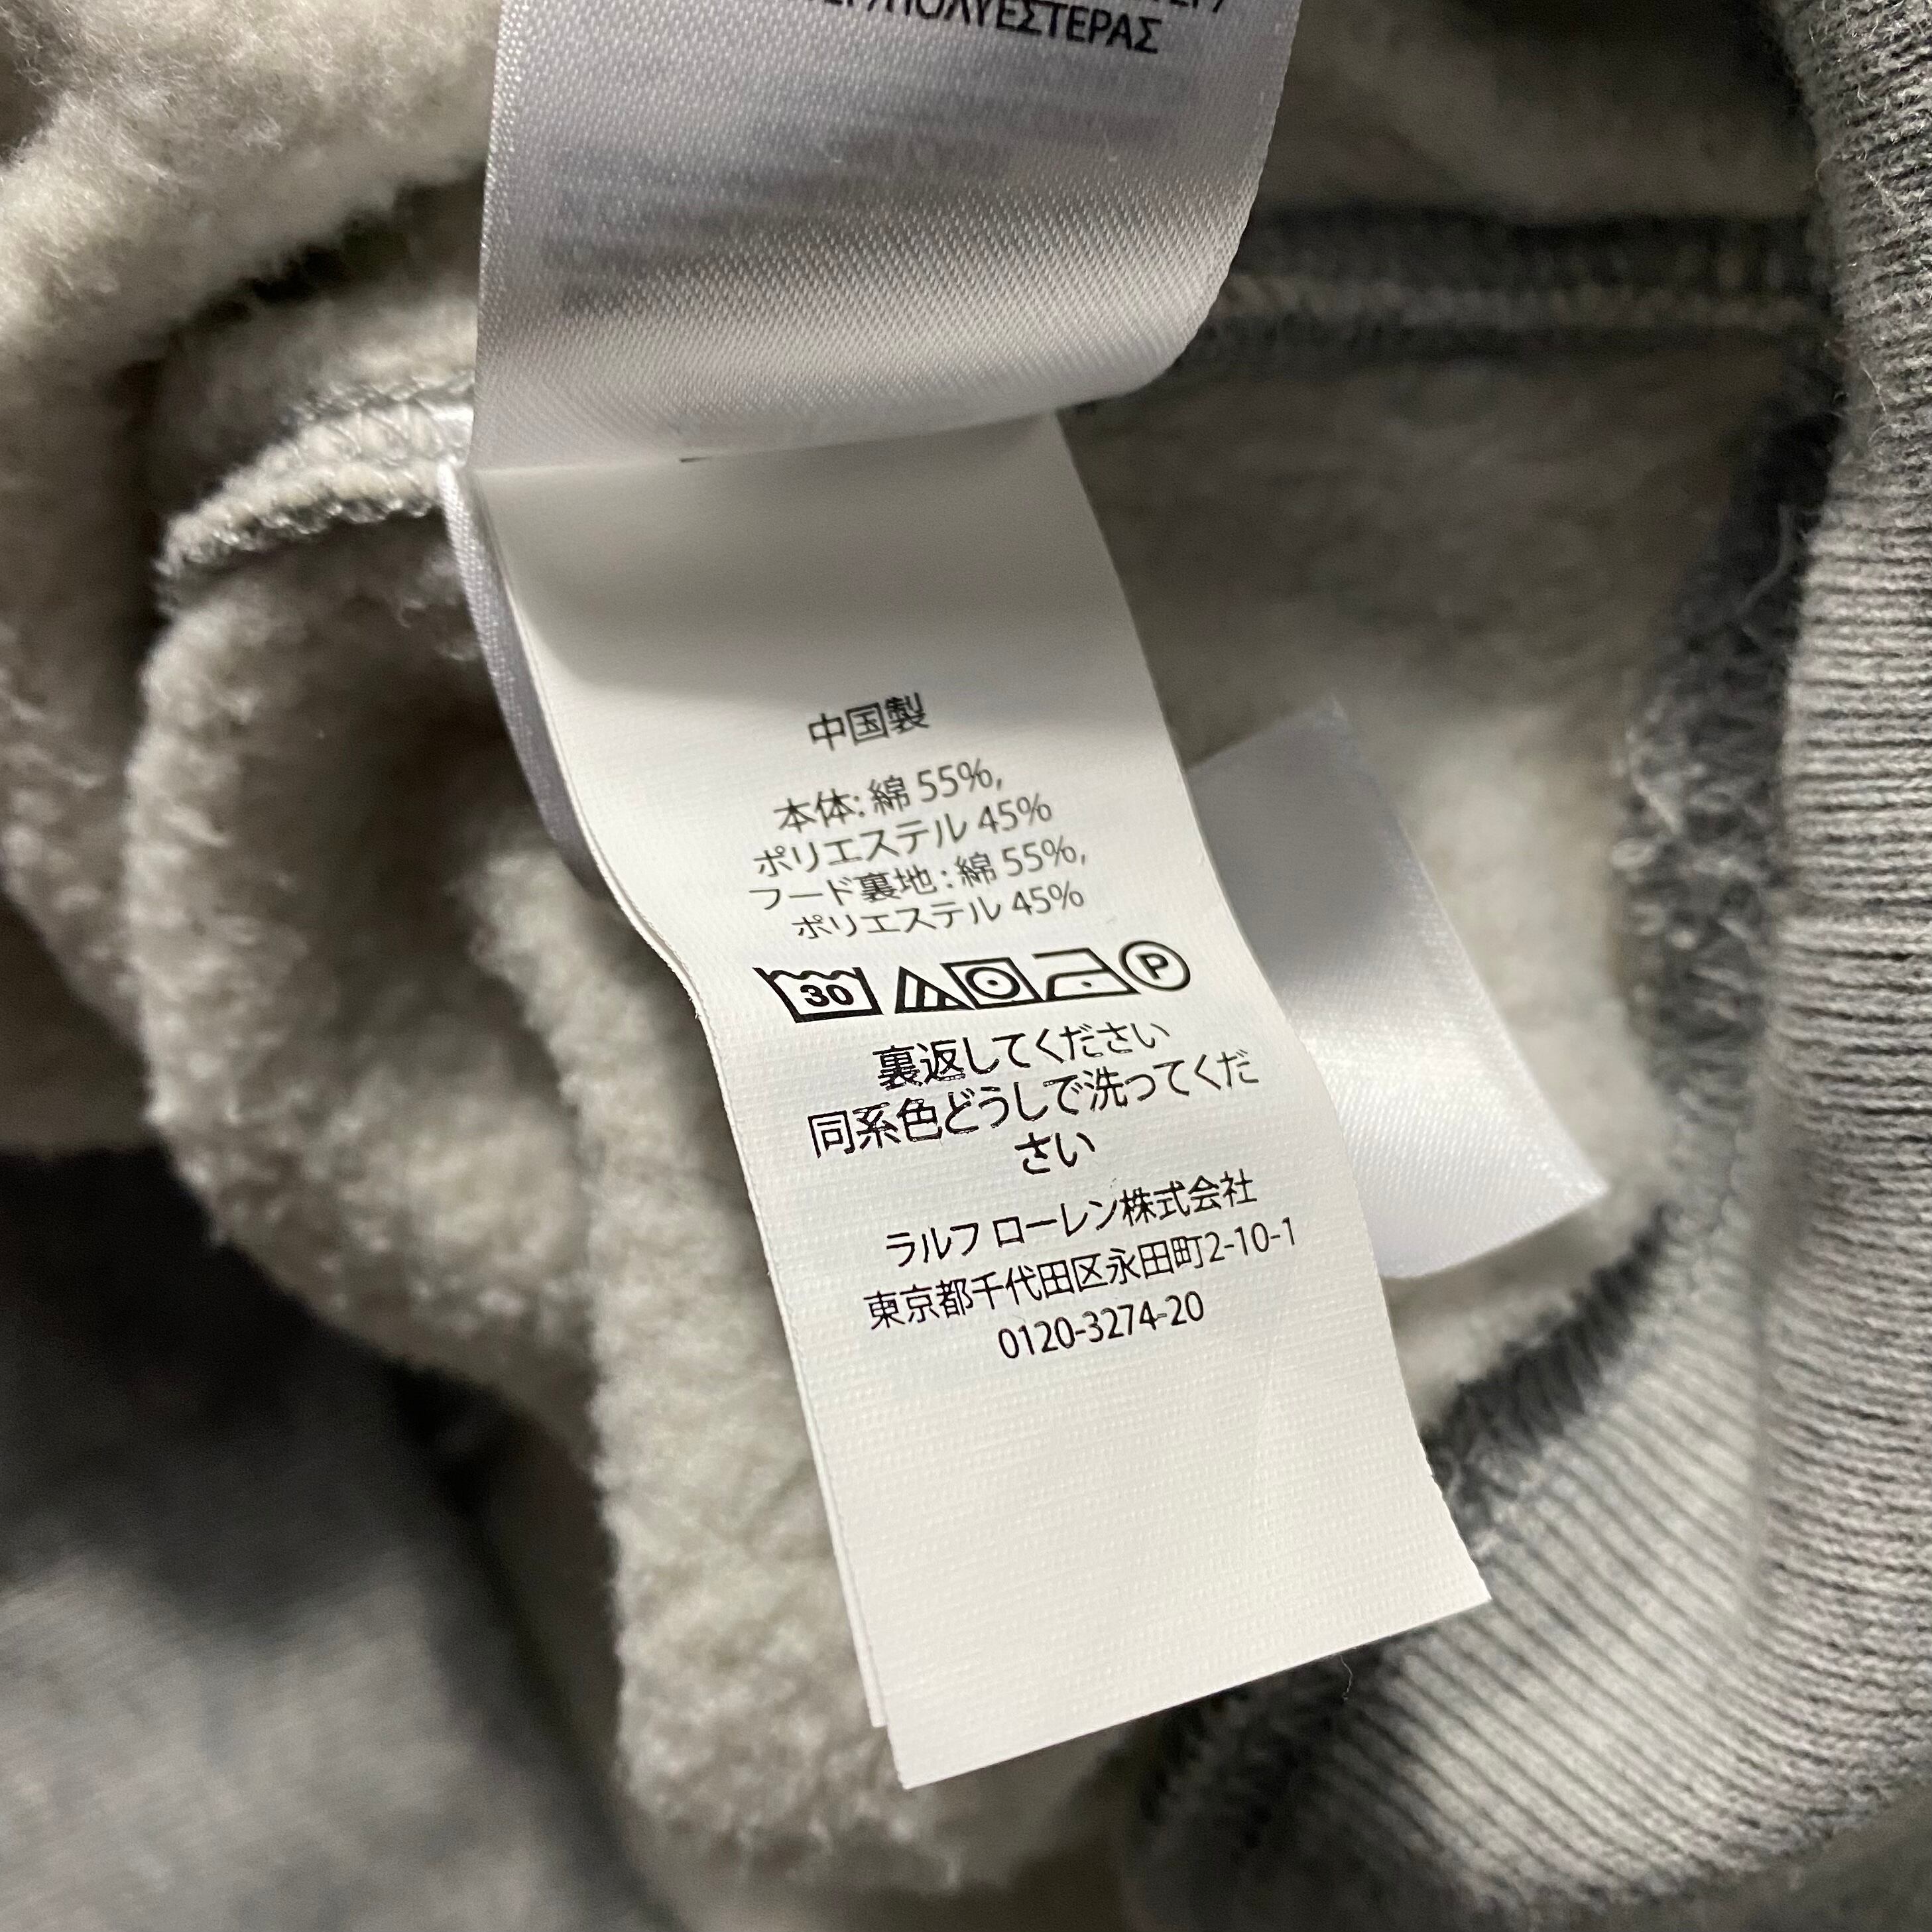 ΠΟΛΥΕΣΤΕΡΑΣ
中国製
本体: 綿 55%,
ポリエステル 45%
フード裏地 : 綿 55%,
ポリエステル 45%
30 P
裏返してください
同系色どうしで洗ってくだ
さい
ラルフ ローレン株式会社
東京都千代田区永田町2-10-1
0120-3274-20